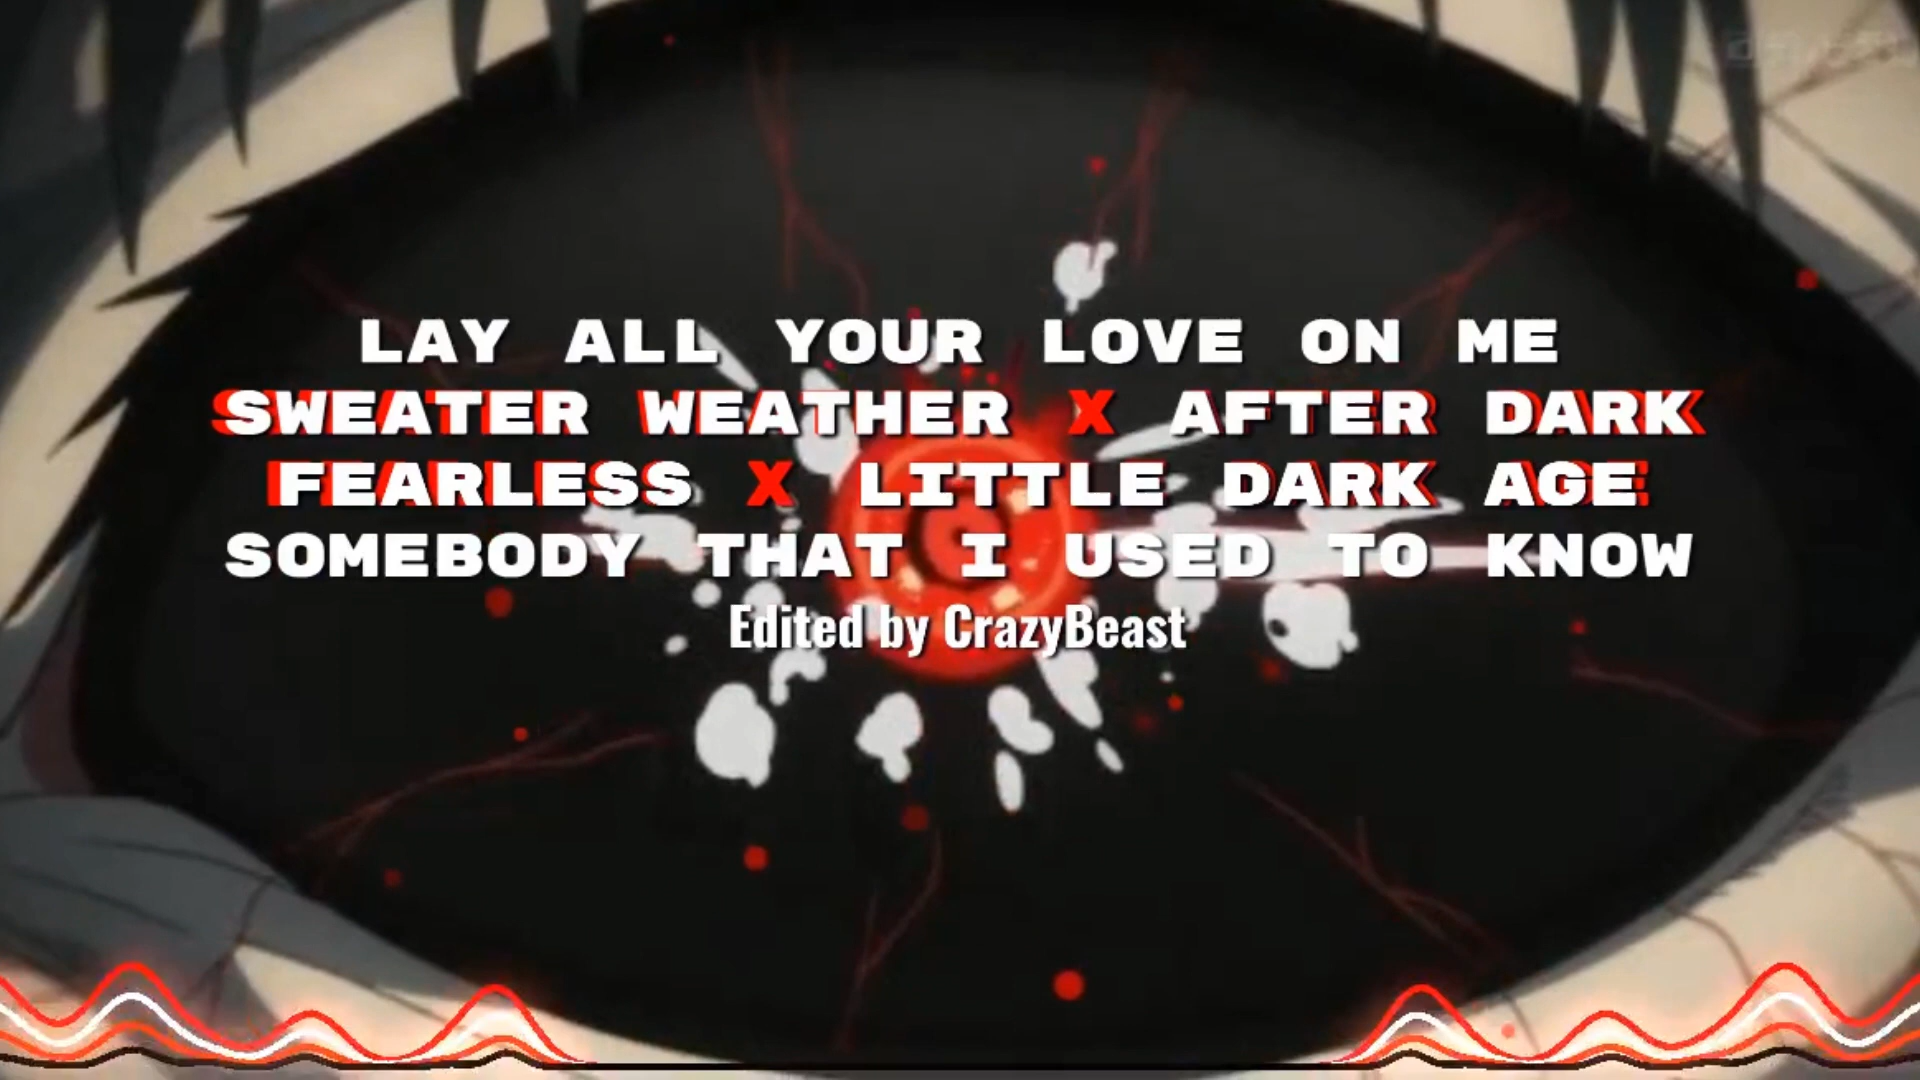 LAY ALL YOUR LOVE ON ME
SWEATER WEATHER X AFTER DARK
FEARLESS X LITTLE DARK AGE
SOMEBODY THAT I USED TO KNOW
Edited by CrazyBeast